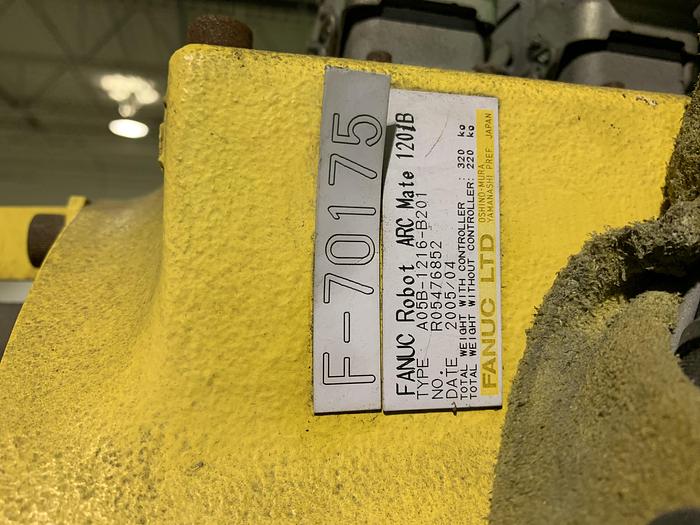 F-70175
FANUC Robot ARC Mate 120iB
TYPE A05B-1216-B201
NO. R05476852
DATE 2005/04
TOTAL WEIGHT WITH CONTROLLER : 320 kg
TOTAL WEIGHT WITHOUT CONTROLLER: 220 kg
FANUC LTD OSHINO-MURA
YAMANASHI PREF. JAPAN